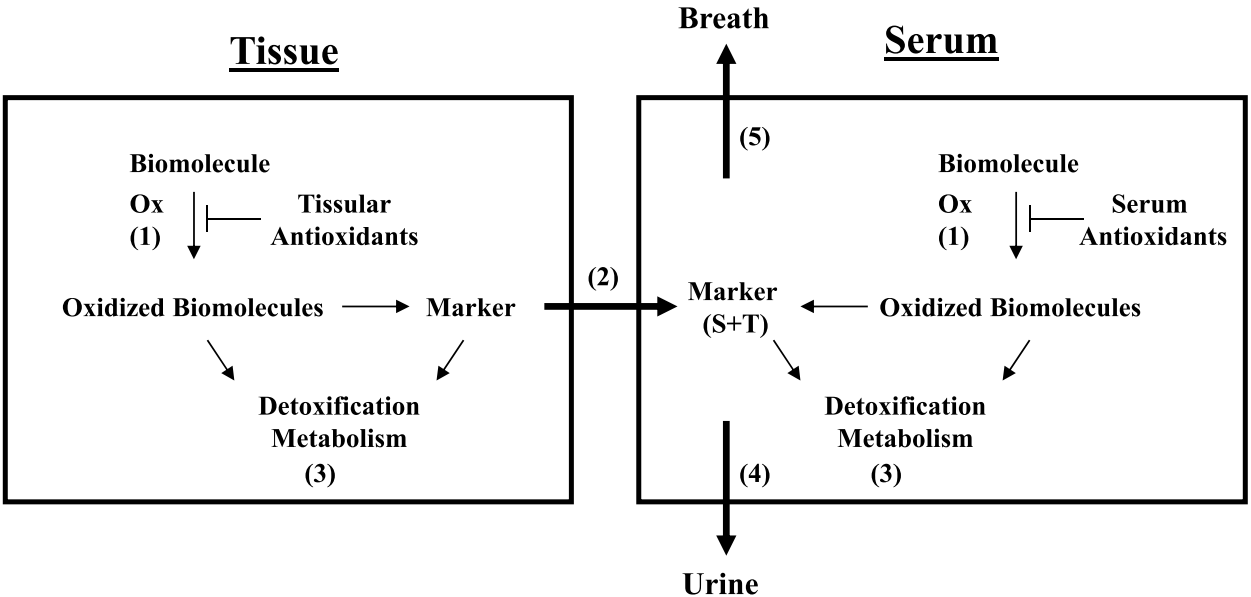 Breath
Tissue
Serum
(5)
Biomolecule
Ox
(1)
Tissular
Antioxidants
Oxidized Biomolecules
Marker
Detoxification
Metabolism
(3)
(2)
Biomolecule
Ox
(1)
Serum
Antioxidants
Marker
(S+T)
Oxidized Biomolecules
Detoxification
Metabolism
(3)
(4)
Urine